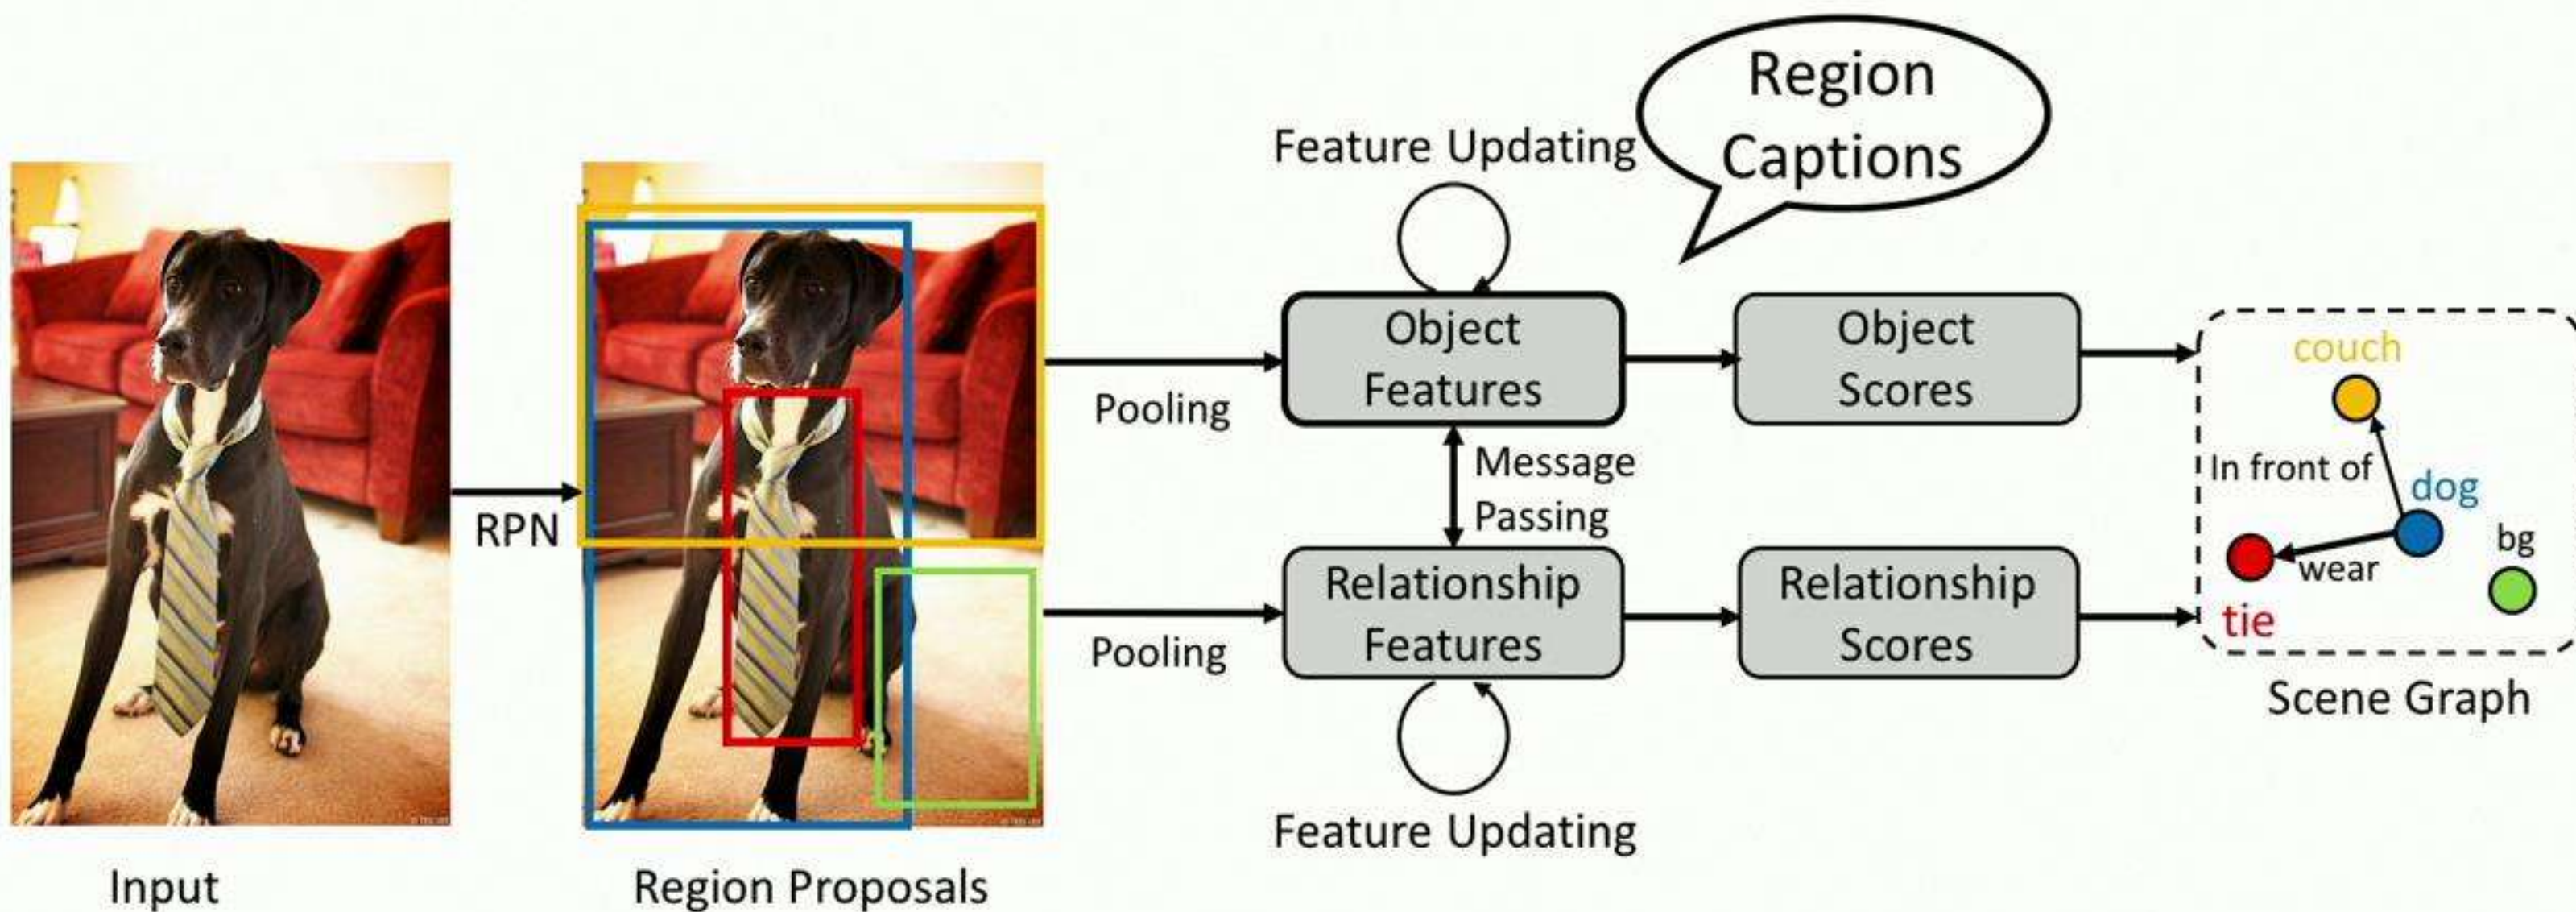 Region
Captions
Feature Updating
Object
Features
Object
Scores
Pooling
Message
Passing
RPN
Relationship
Features
Relationship
Scores
Pooling
Feature Updating
couch
In front of
dog
bg
wear
tie
Scene Graph
Input
Region Proposals